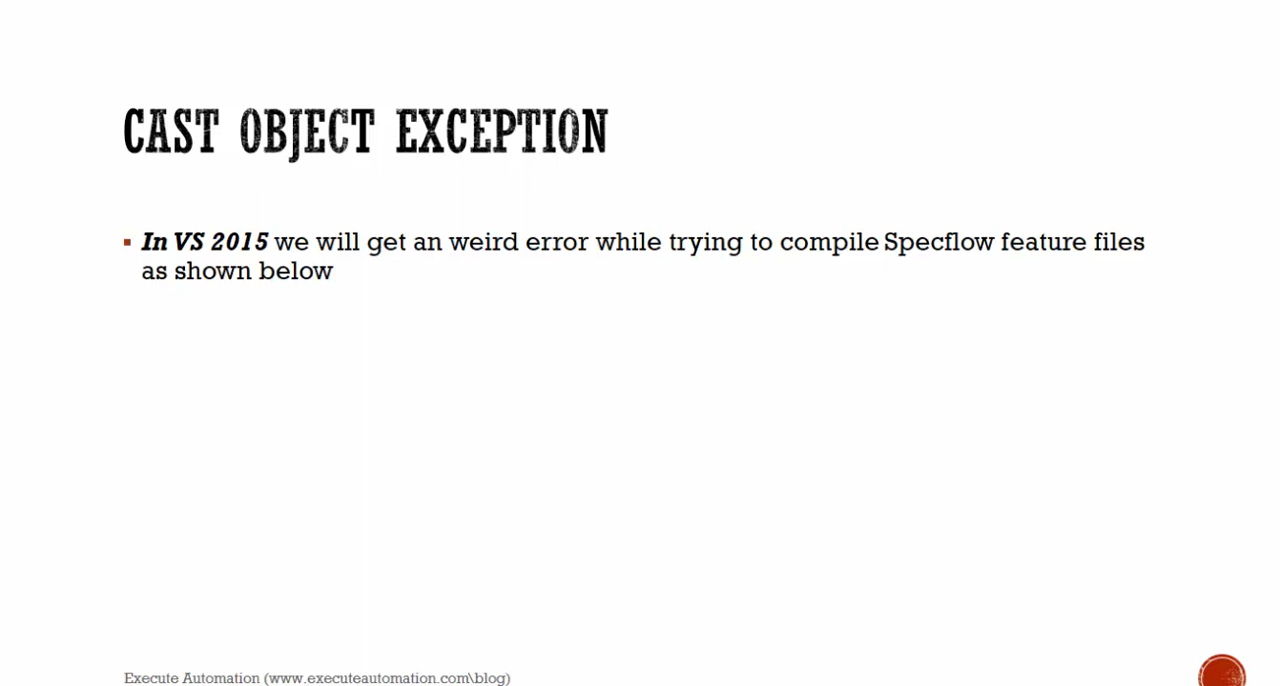 CAST OBJECT EXCEPTION
▪ In VS 2015 we will get an weird error while trying to compile Specflow feature files
as shown below
Execute Automation (www.executeautomation.com\blog)